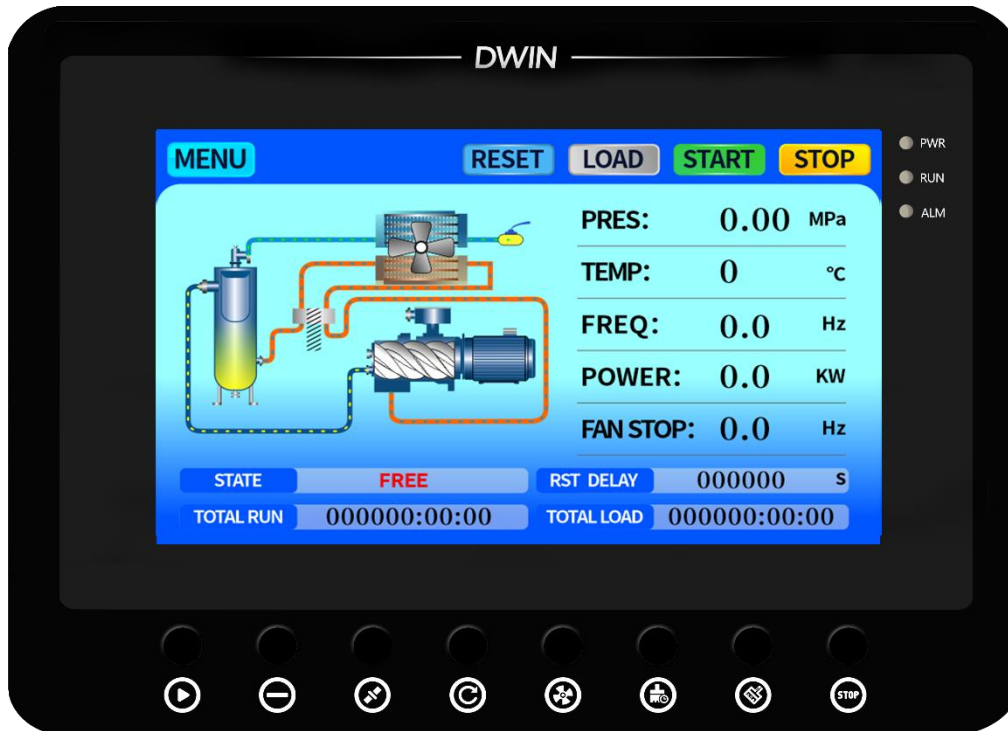 DWIN
MENU RESET LOAD START STOP
PWR
RUN
ALM
PRES: 0.00 MPa
TEMP: 0 °C
FREQ: 0.0 Hz
POWER: 0.0 KW
FAN STOP: 0.0 Hz
STATE FREE RST DELAY 000000 S
TOTAL RUN 000000:00:00 TOTAL LOAD 000000:00:00
STOP